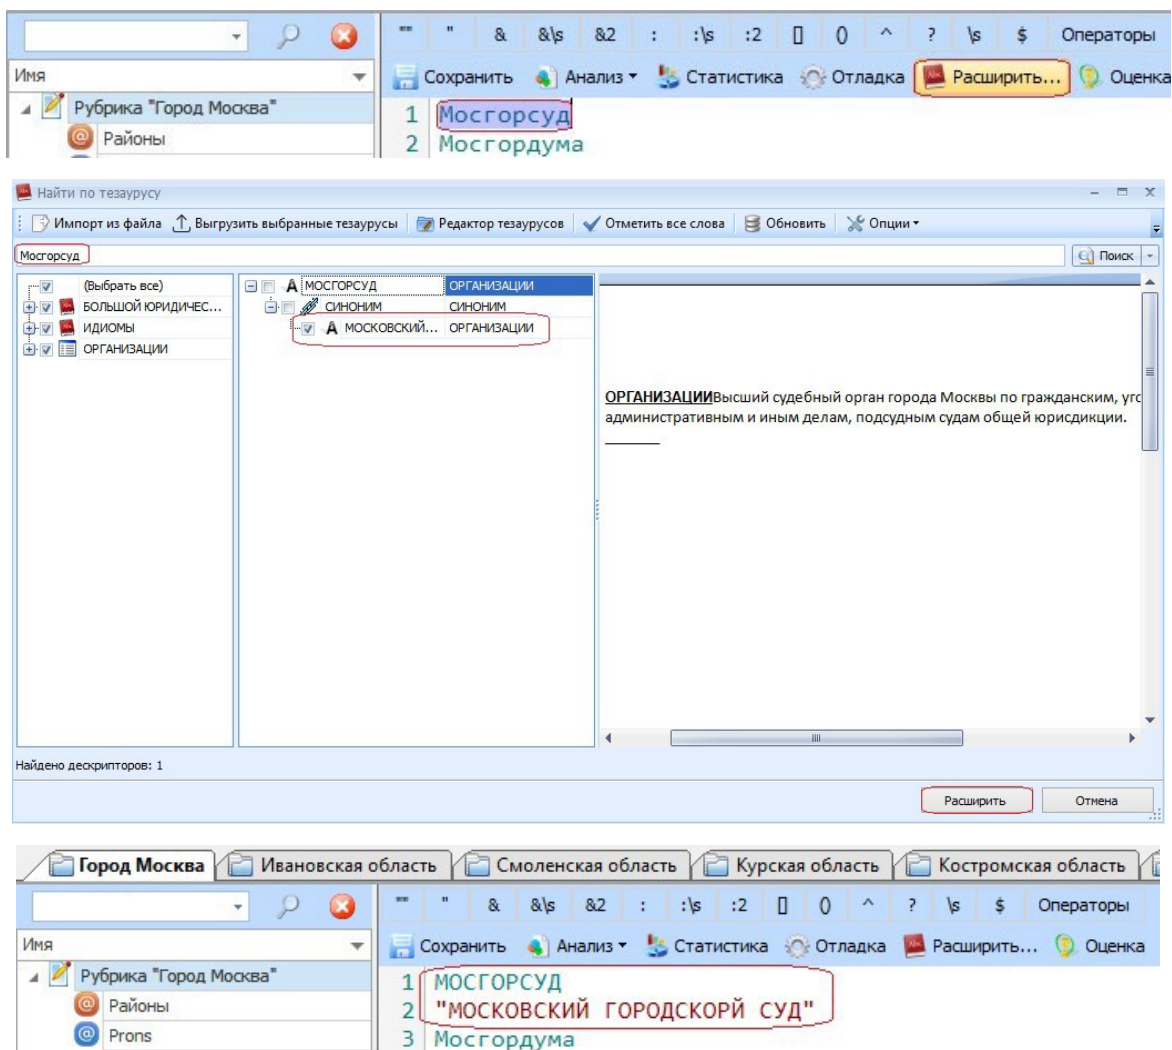 "" " & &\s &2 : :\s :2 [] () ^ ? \s $ Операторы
Имя
Сохранить Анализ Статистика Отладка Расширить... Оценка
Рубрика "Город Москва"
Районы
1 Мосгорсуд
2 Мосгордума
Найти по тезаурусу
Импорт из файла Выгрузить выбранные тезаурусы Редактор тезаурусов Отметить все слова Обновить Опции
Мосгорсуд Поиск
(Выбрать все)
БОЛЬШОЙ ЮРИДИЧЕС...
ИДИОМЫ
ОРГАНИЗАЦИИ
МОСГОРСУД ОРГАНИЗАЦИИ
СИНОНИМ СИНОНИМ
МОСКОВСКИЙ... ОРГАНИЗАЦИИ
ОРГАНИЗАЦИИВысший судебный орган города Москвы по гражданским, уго
административным и иным делам, подсудным судам общей юрисдикции.
Найдено дескрипторов: 1
Расширить Отмена
Город Москва Ивановская область Смоленская область Курская область Костромская область
"" " & &\s &2 : :\s :2 [] () ^ ? \s $ Операторы
Имя
Сохранить Анализ Статистика Отладка Расширить... Оценка
Рубрика "Город Москва"
Районы
Prons
1 МОСГОРСУД
2 "МОСКОВСКИЙ ГОРОДСКОРЙ СУД"
3 Мосгордума